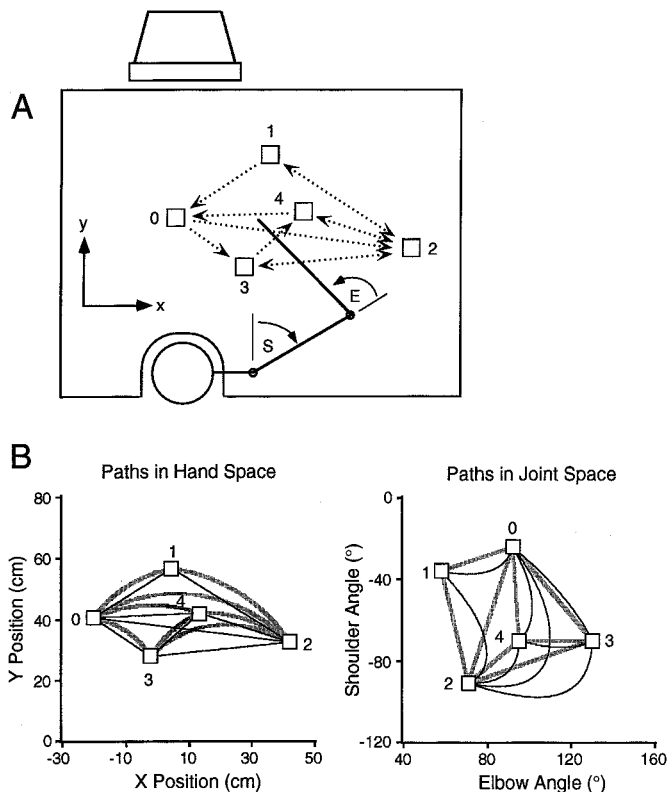 A
1
4
0
2
3
y
x
E
S
B
Paths in Hand Space
Paths in Joint Space
80
60
40
20
0
Y Position (cm)
-30
-10
10
30
50
X Position (cm)
1
4
0
2
3
0
-40
-80
-120
Shoulder Angle (°)
40
80
120
160
Elbow Angle (°)
0
1
4
3
2